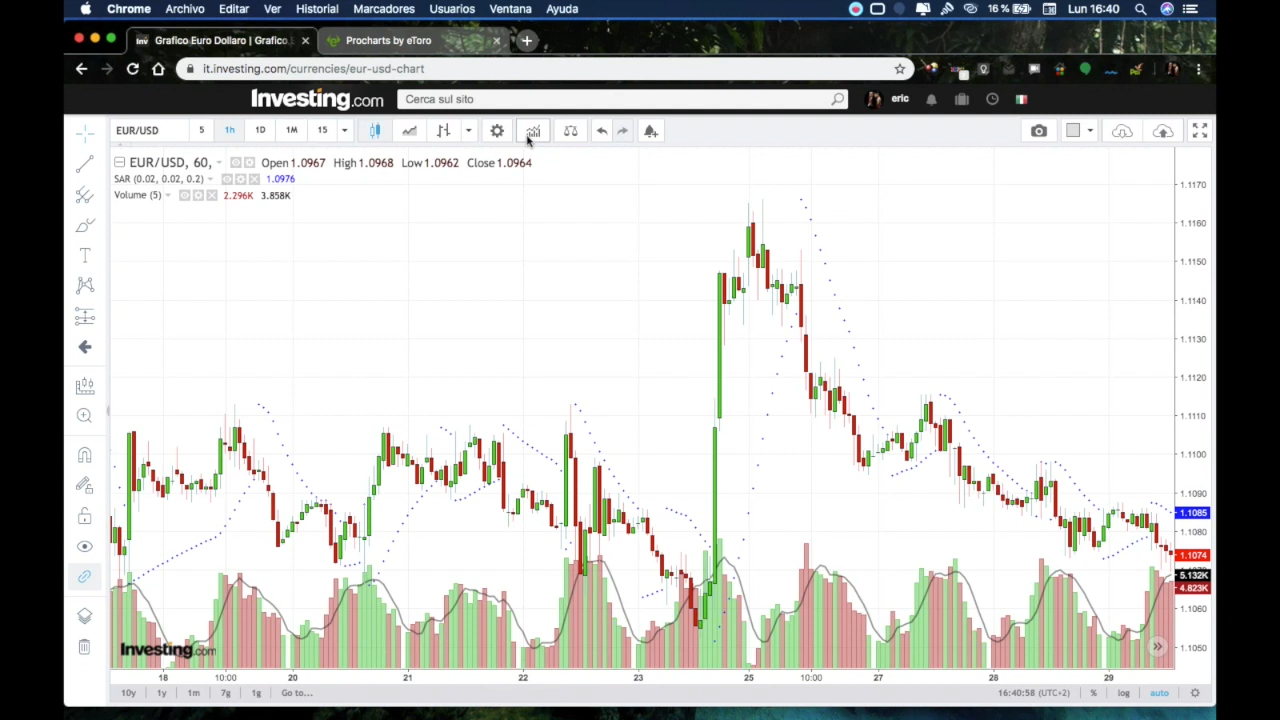 Chrome Archivo Editar Ver Historial Marcadores Usuarios Ventana Ayuda 16 % Lun 16:40
inv Grafico Euro Dollaro | Grafico Procharts by eToro
it.investing.com/currencies/eur-usd-chart
Investing.com Cerca sul sito eric
EUR/USD 5 1h 1D 1M 15
EUR/USD, 60, Open 1.0967 High 1.0968 Low 1.0962 Close 1.0964
SAR (0.02, 0.02, 0.2) 1.0976
Volume (5) 2.296K 3.858K
1.1170
1.1160
1.1150
1.1140
1.1130
1.1120
1.1110
1.1100
1.1090
1.1085
1.1080
1.1074
5.132K
4.823K
1.1060
1.1050
Investing.com
18 10:00 20 21 22 23 25 10:00 27 28 29
10y 1y 1m 7g 1g Go to... 16:40:58 (UTC+2) % log auto